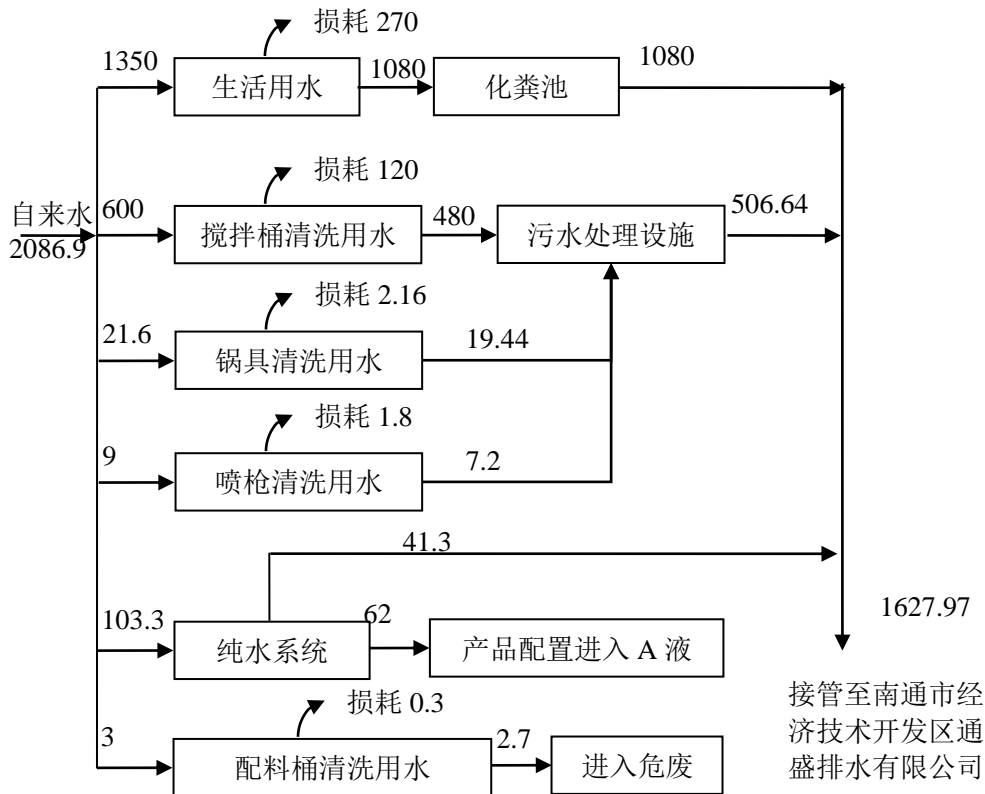 损耗 270
1350
生活用水
1080
化粪池
1080
损耗 120
自来水
2086.9
600
搅拌桶清洗用水
480
污水处理设施
506.64
损耗 2.16
21.6
锅具清洗用水
19.44
损耗 1.8
9
喷枪清洗用水
7.2
41.3
103.3
纯水系统
62
产品配置进入 A 液
1627.97
损耗 0.3
3
配料桶清洗用水
2.7
进入危废
接管至南通市经
济技术开发区通
盛排水有限公司